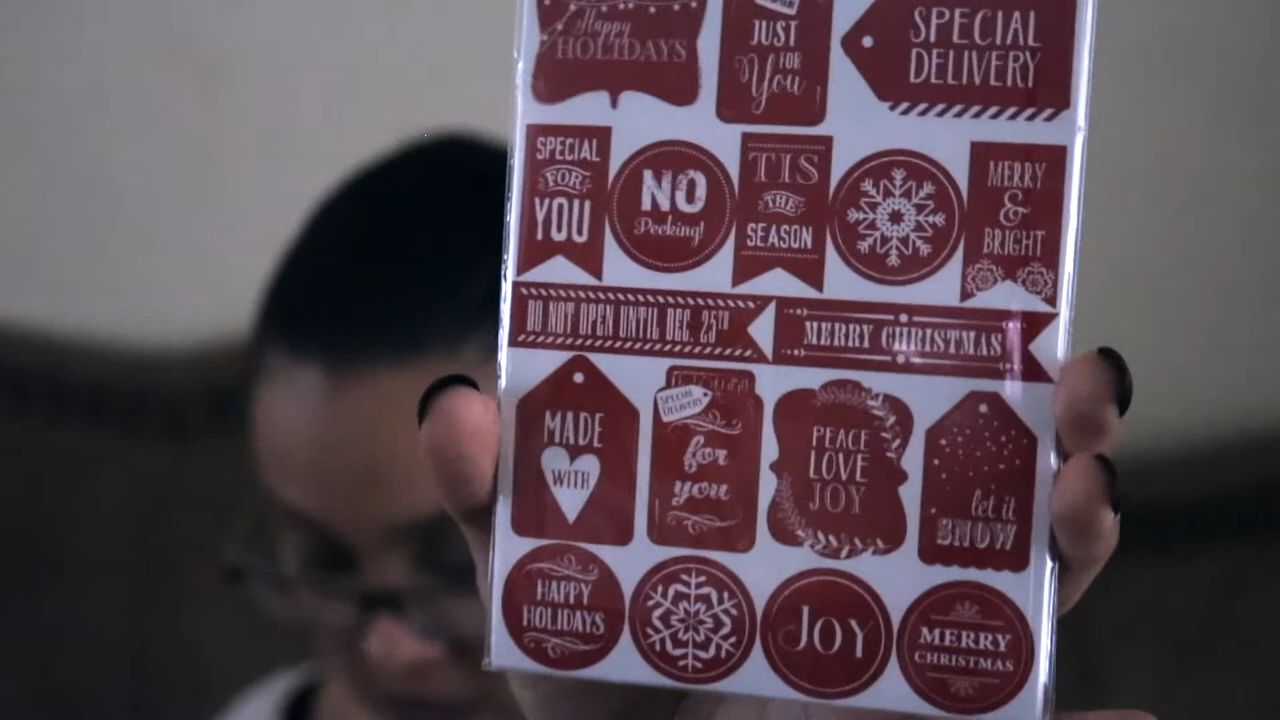 Happy
HOLIDAYS
JUST
FOR
You
SPECIAL
DELIVERY
SPECIAL
FOR
YOU
NO
Peeking!
TIS
THE
SEASON
MERRY
&
BRIGHT
DO NOT OPEN UNTIL DEC. 25TH
MERRY CHRISTMAS
MADE
WITH
SPECIAL
DELIVERY
for
you
PEACE
LOVE
JOY
let it
SNOW
HAPPY
HOLIDAYS
JOY
MERRY
CHRISTMAS